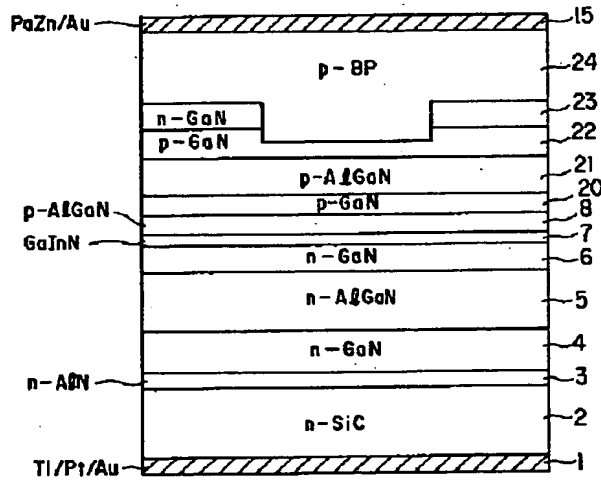 PaZn/Au
15
p-BP
24
n-GaN
23
p-GaN
22
p-AlGaN
21
p-GaN
20
p-AlGaN
8
GaInN
7
n-GaN
6
n-AlGaN
5
n-GaN
4
n-AlN
3
n-SiC
2
Ti/Pt/Au
1